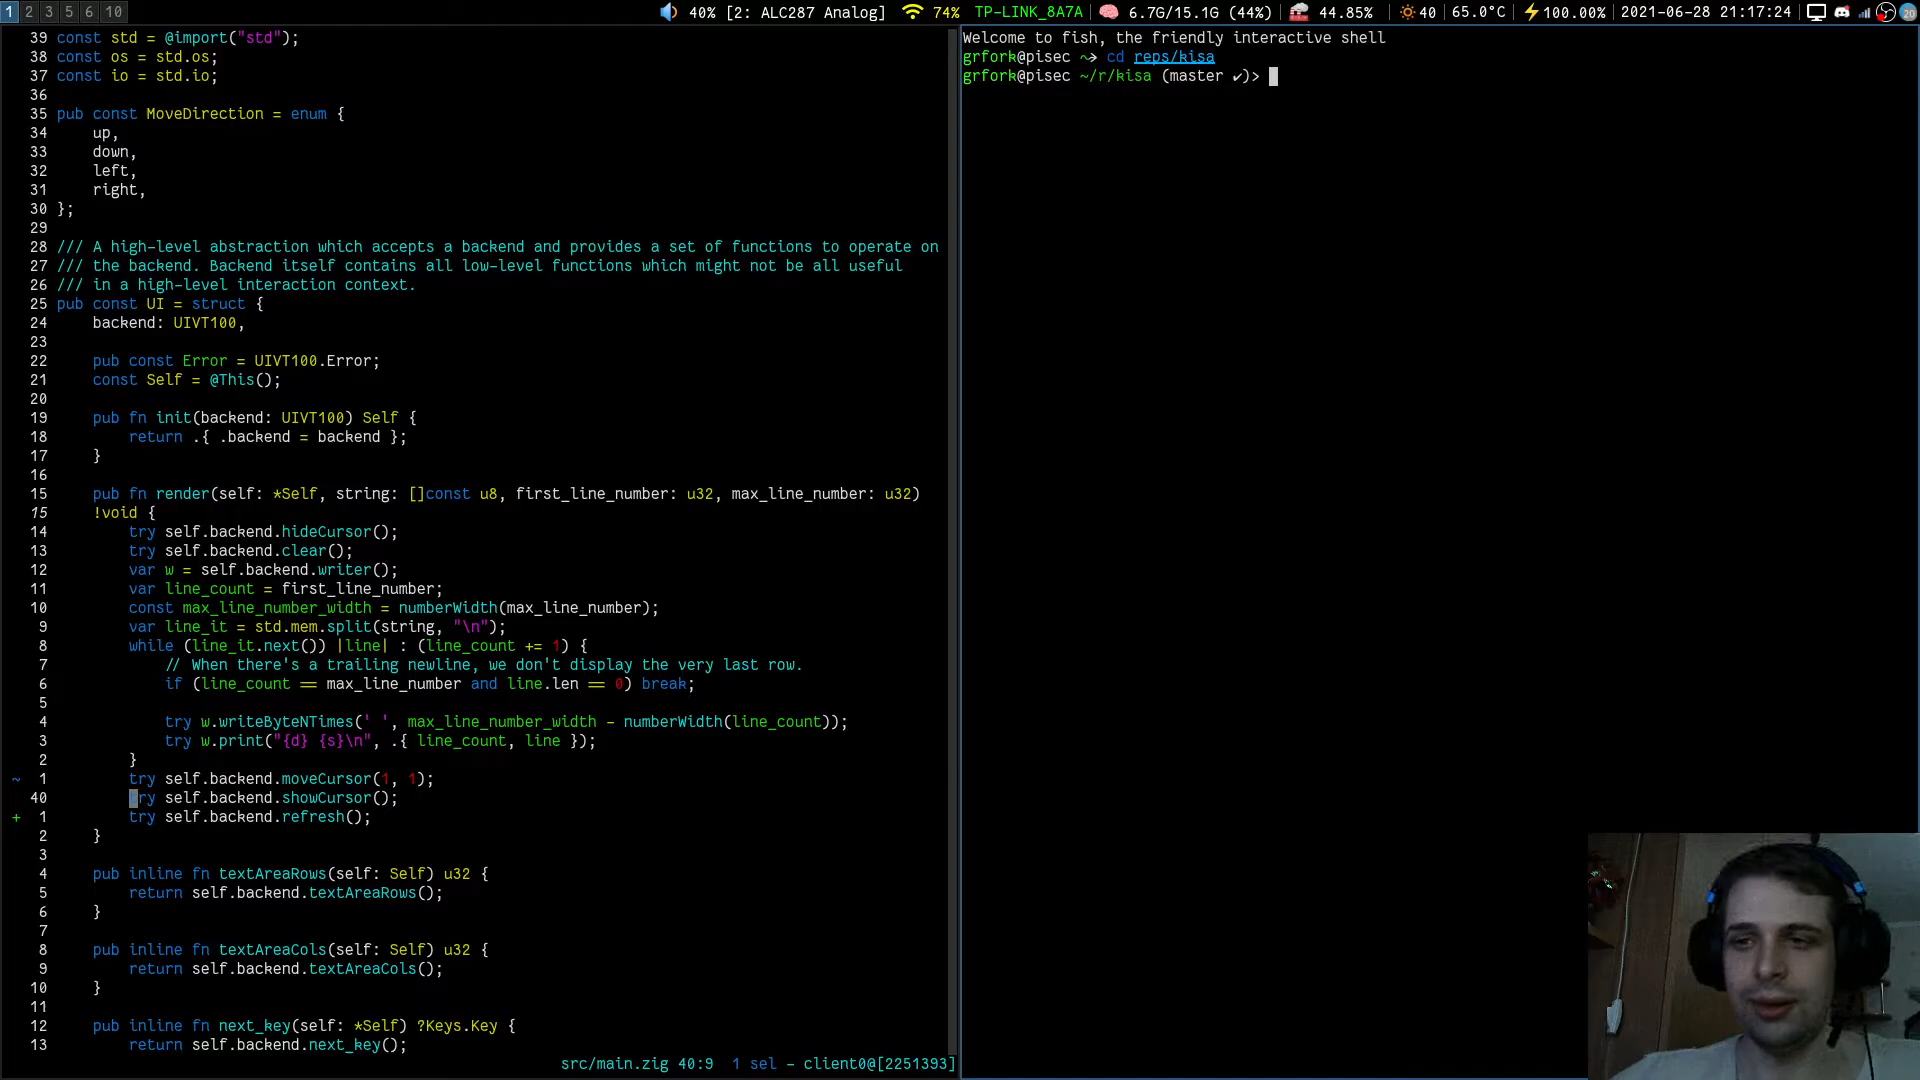 1 2 3 5 6 10
40% [2: ALC287 Analog] 74% TP-LINK_8A7A 6.7G/15.1G (44%) 44.85% 40 65.0°C 100.00% 2021-06-28 21:17:24 20
39 const std = @import("std");
38 const os = std.os;
37 const io = std.io;
36
35 pub const MoveDirection = enum {
34     up,
33     down,
32     left,
31     right,
30 };
29
28 /// A high-level abstraction which accepts a backend and provides a set of functions to operate on
27 /// the backend. Backend itself contains all low-level functions which might not be all useful
26 /// in a high-level interaction context.
25 pub const UI = struct {
24     backend: UIVT100,
23
22     pub const Error = UIVT100.Error;
21     const Self = @This();
20
19     pub fn init(backend: UIVT100) Self {
18         return .{ .backend = backend };
17     }
16
15     pub fn render(self: *Self, string: []const u8, first_line_number: u32, max_line_number: u32)
15     !void {
14         try self.backend.hideCursor();
13         try self.backend.clear();
12         var w = self.backend.writer();
11         var line_count = first_line_number;
10         const max_line_number_width = numberWidth(max_line_number);
9         var line_it = std.mem.split(string, "\n");
8         while (line_it.next()) |line| : (line_count += 1) {
7             // When there's a trailing newline, we don't display the very last row.
6             if (line_count == max_line_number and line.len == 0) break;
5
4             try w.writeByteNTimes(' ', max_line_number_width - numberWidth(line_count));
3             try w.print("{d} {s}\n", .{ line_count, line });
2         }
~ 1         try self.backend.moveCursor(1, 1);
40         try self.backend.showCursor();
+ 1         try self.backend.refresh();
2     }
3
4     pub inline fn textAreaRows(self: Self) u32 {
5         return self.backend.textAreaRows();
6     }
7
8     pub inline fn textAreaCols(self: Self) u32 {
9         return self.backend.textAreaCols();
10     }
11
12     pub inline fn next_key(self: *Self) ?Keys.Key {
13         return self.backend.next_key();
src/main.zig 40:9  1 sel - client0@[2251393]
Welcome to fish, the friendly interactive shell
grfork@pisec ~> cd reps/kisa
grfork@pisec ~/r/kisa (master ✔)>